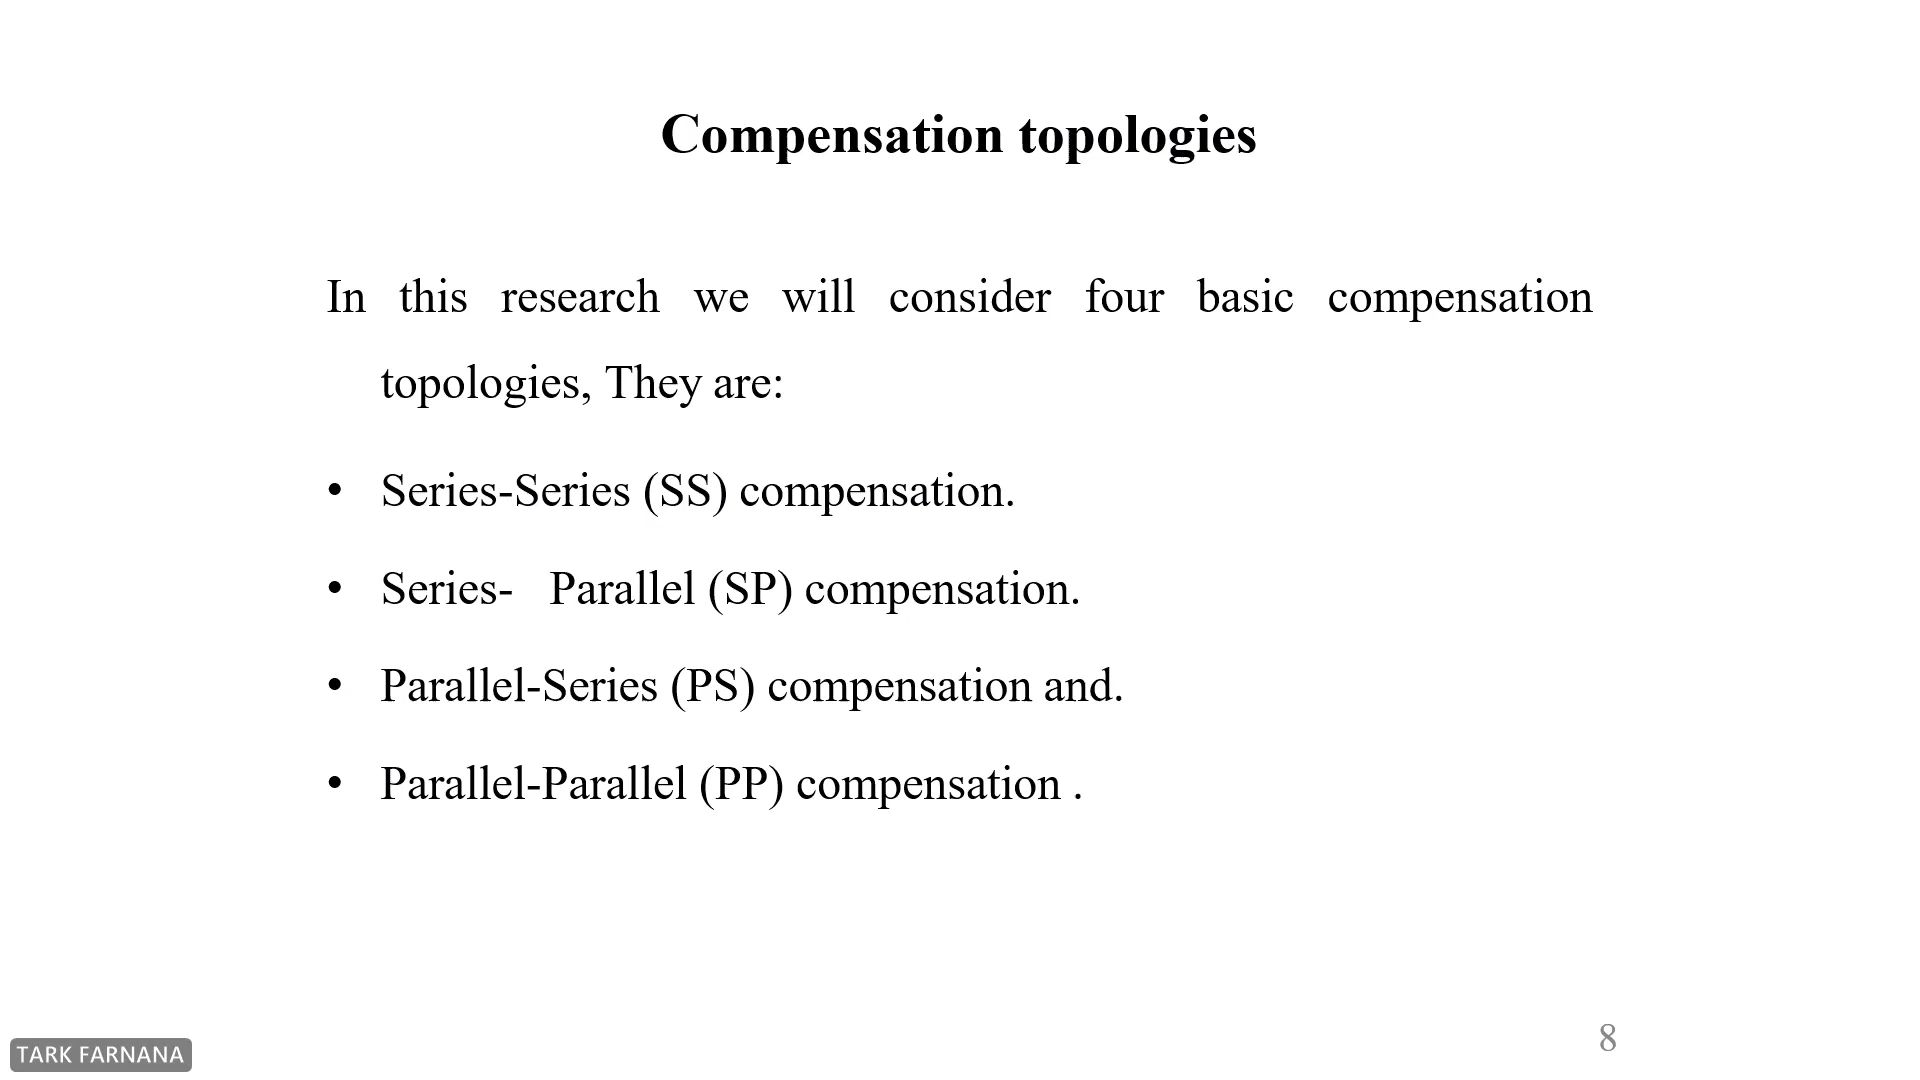 Compensation topologies
In this research we will consider four basic compensation
topologies, They are:
• Series-Series (SS) compensation.
• Series- Parallel (SP) compensation.
• Parallel-Series (PS) compensation and.
• Parallel-Parallel (PP) compensation .
8
TARK FARNANA